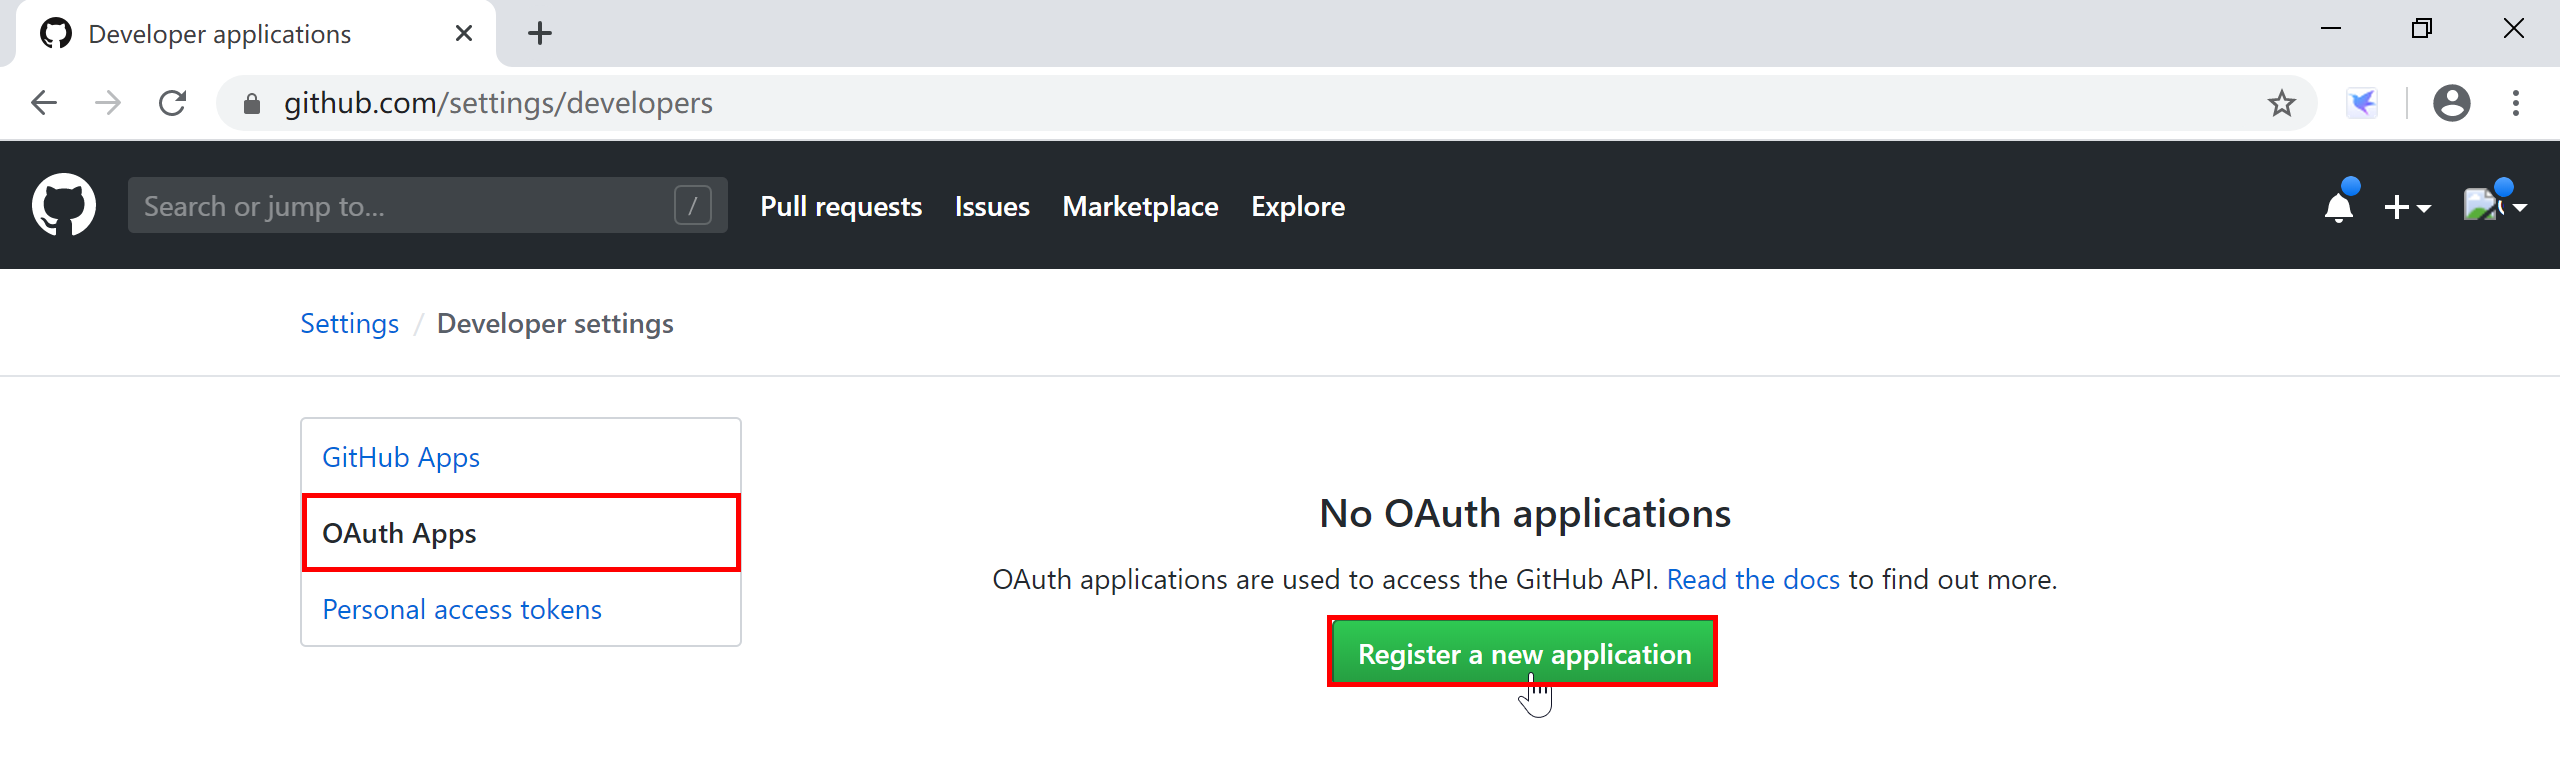 Developer applications
github.com/settings/developers
Search or jump to... /
Pull requests Issues Marketplace Explore
Settings / Developer settings
GitHub Apps
OAuth Apps
Personal access tokens
No OAuth applications
OAuth applications are used to access the GitHub API. Read the docs to find out more.
Register a new application